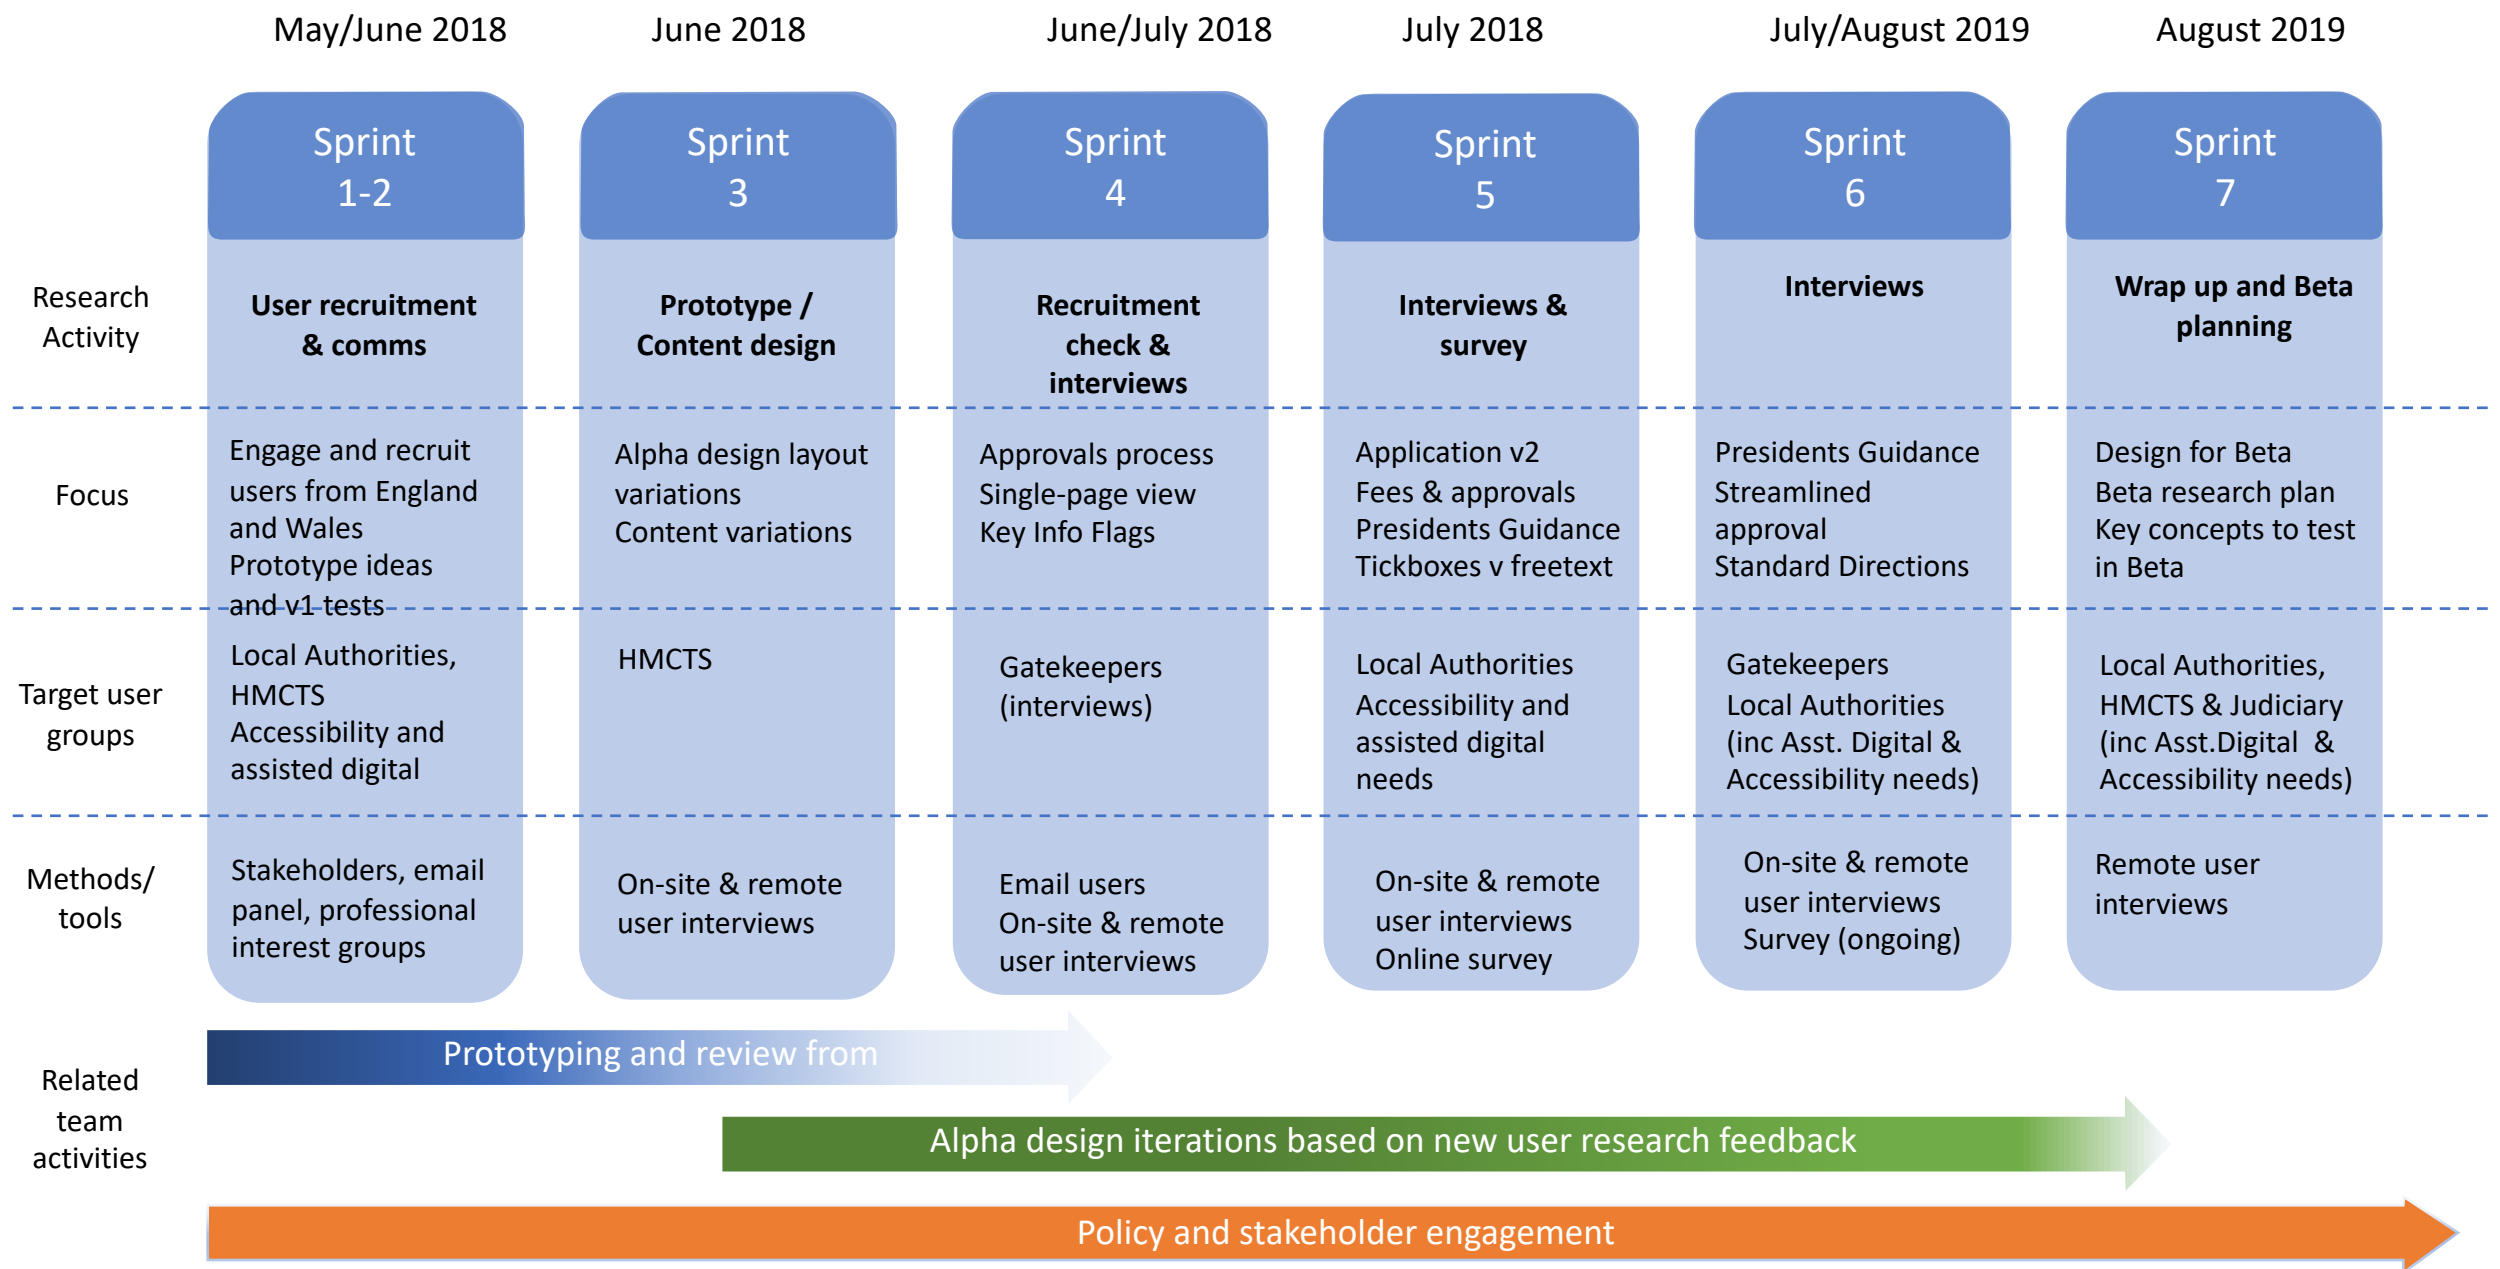 May/June 2018
June 2018
June/July 2018
July 2018
July/August 2019
August 2019
Sprint
1-2
Sprint
3
Sprint
4
Sprint
5
Sprint
6
Sprint
7
Research
Activity
User recruitment
& comms
Prototype /
Content design
Recruitment
check &
interviews
Interviews &
survey
Interviews
Wrap up and Beta
planning
Focus
Engage and recruit
users from England
and Wales
Prototype ideas
and v1 tests
Alpha design layout
variations
Content variations
Approvals process
Single-page view
Key Info Flags
Application v2
Fees & approvals
Presidents Guidance
Tickboxes v freetext
Presidents Guidance
Streamlined
approval
Standard Directions
Design for Beta
Beta research plan
Key concepts to test
in Beta
Target user
groups
Local Authorities,
HMCTS
Accessibility and
assisted digital
HMCTS
Gatekeepers
(interviews)
Local Authorities
Accessibility and
assisted digital
needs
Gatekeepers
Local Authorities
(inc Asst. Digital &
Accessibility needs)
Local Authorities,
HMCTS & Judiciary
(inc Asst.Digital  &
Accessibility needs)
Methods/
tools
Stakeholders, email
panel, professional
interest groups
On-site & remote
user interviews
Email users
On-site & remote
user interviews
On-site & remote
user interviews
Online survey
On-site & remote
user interviews
Survey (ongoing)
Remote user
interviews
Related
team
activities
Prototyping and review from
Alpha design iterations based on new user research feedback
Policy and stakeholder engagement